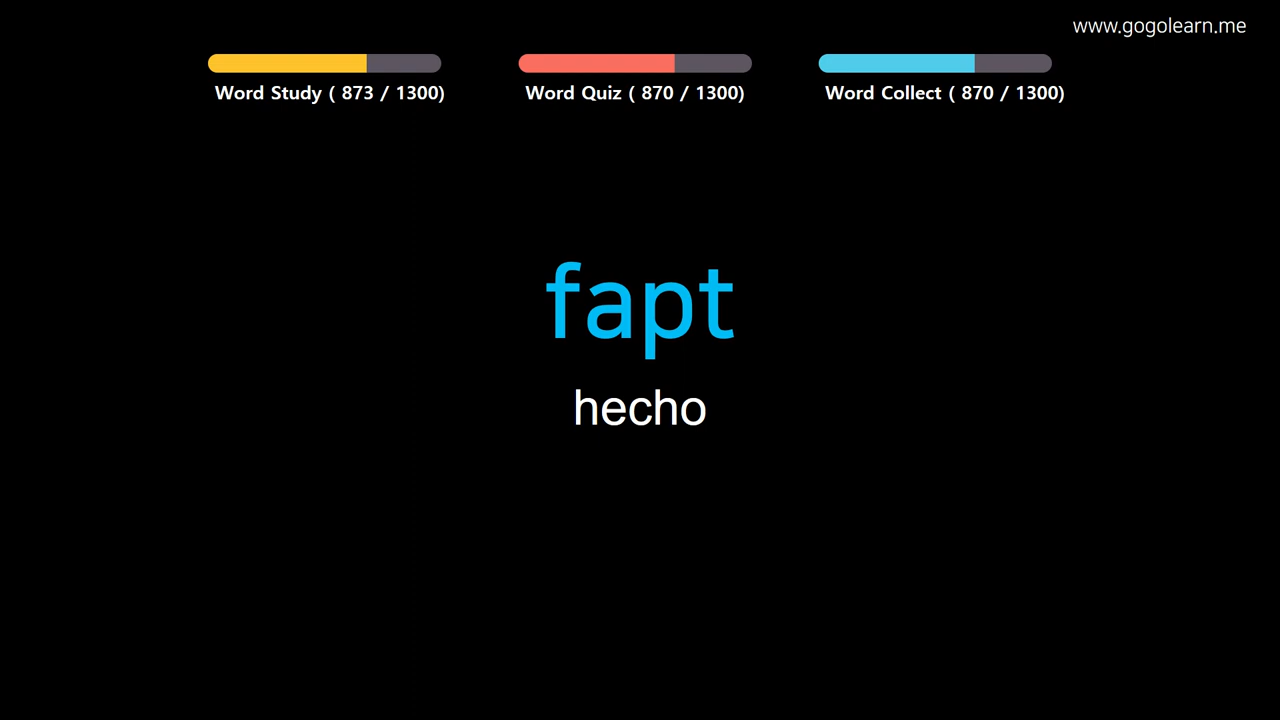 www.gogolearn.me
Word Study ( 873 / 1300)
Word Quiz ( 870 / 1300)
Word Collect ( 870 / 1300)
fapt
hecho